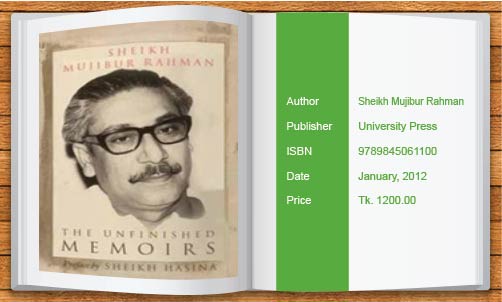 SHEIKH
MUJIBUR RAHMAN
THE UNFINISHED
MEMOIRS
Preface by SHEIKH HASINA
Author Sheikh Mujibur Rahman
Publisher University Press
ISBN 9789845061100
Date January, 2012
Price Tk. 1200.00